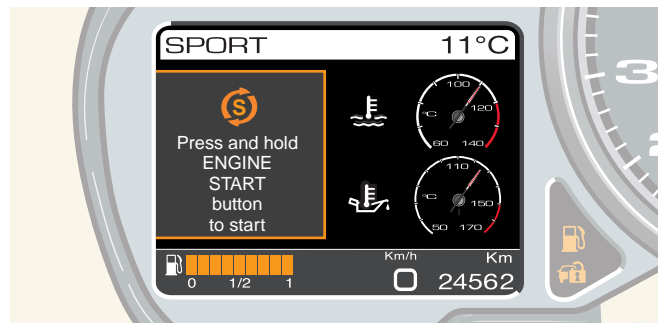 SPORT 11°C
S
Press and hold
ENGINE
START
button
to start
100
120
°C
60 140
110
°C
150
50 170
0 1/2 1
Km/h
0
Km
24562
3